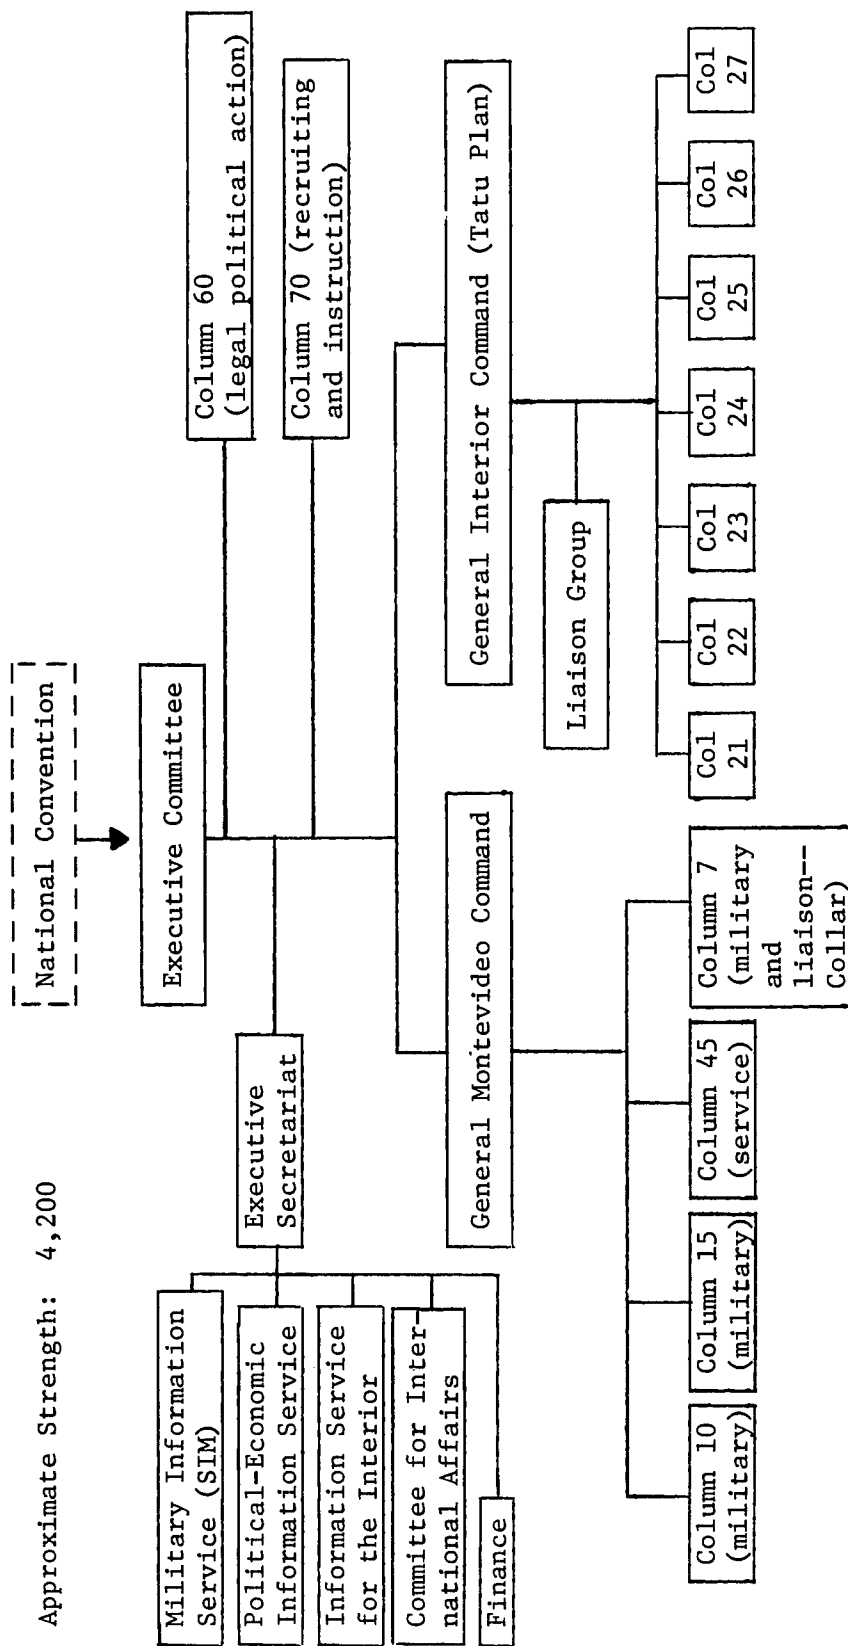 Approximate Strength: 4,200
National Convention
Executive Committee
Column 60
(legal political action)
Column 70 (recruiting
and instruction)
Executive
Secretariat
Military Information
Service (SIM)
Political-Economic
Information Service
Information Service
for the Interior
Committee for Inter-
national Affairs
Finance
General Montevideo Command
General Interior Command (Tatu Plan)
Liaison Group
Column 10
(military)
Column 15
(military)
Column 45
(service)
Column 7
(military
and
liaison--
Collar)
Col
21
Col
22
Col
23
Col
24
Col
25
Col
26
Col
27